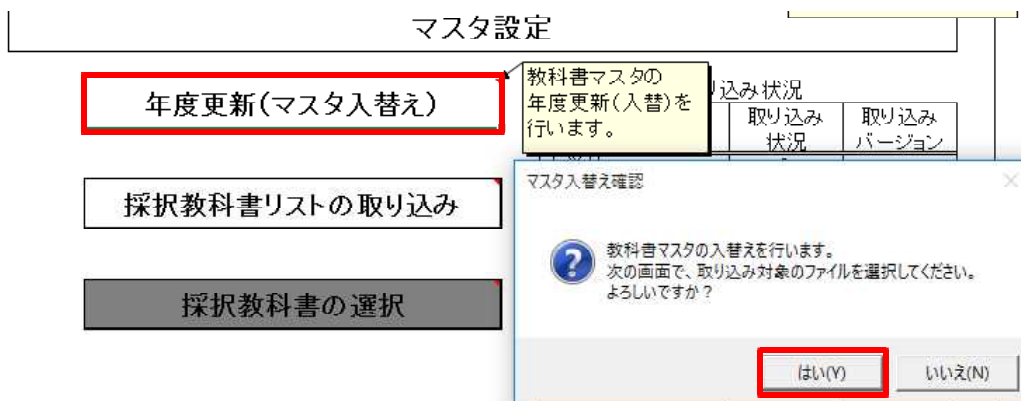 マスタ設定
年度更新(マスタ入替え)
教科書マスタの
年度更新(入替)を
行います。
り込み状況
取り込み
状況
取り込み
バージョン
採択教科書リストの取り込み
採択教科書の選択
マスタ入替え確認
教科書マスタの入替えを行います。
次の画面で、取り込み対象のファイルを選択してください。
よろしいですか？
はい(Y)
いいえ(N)